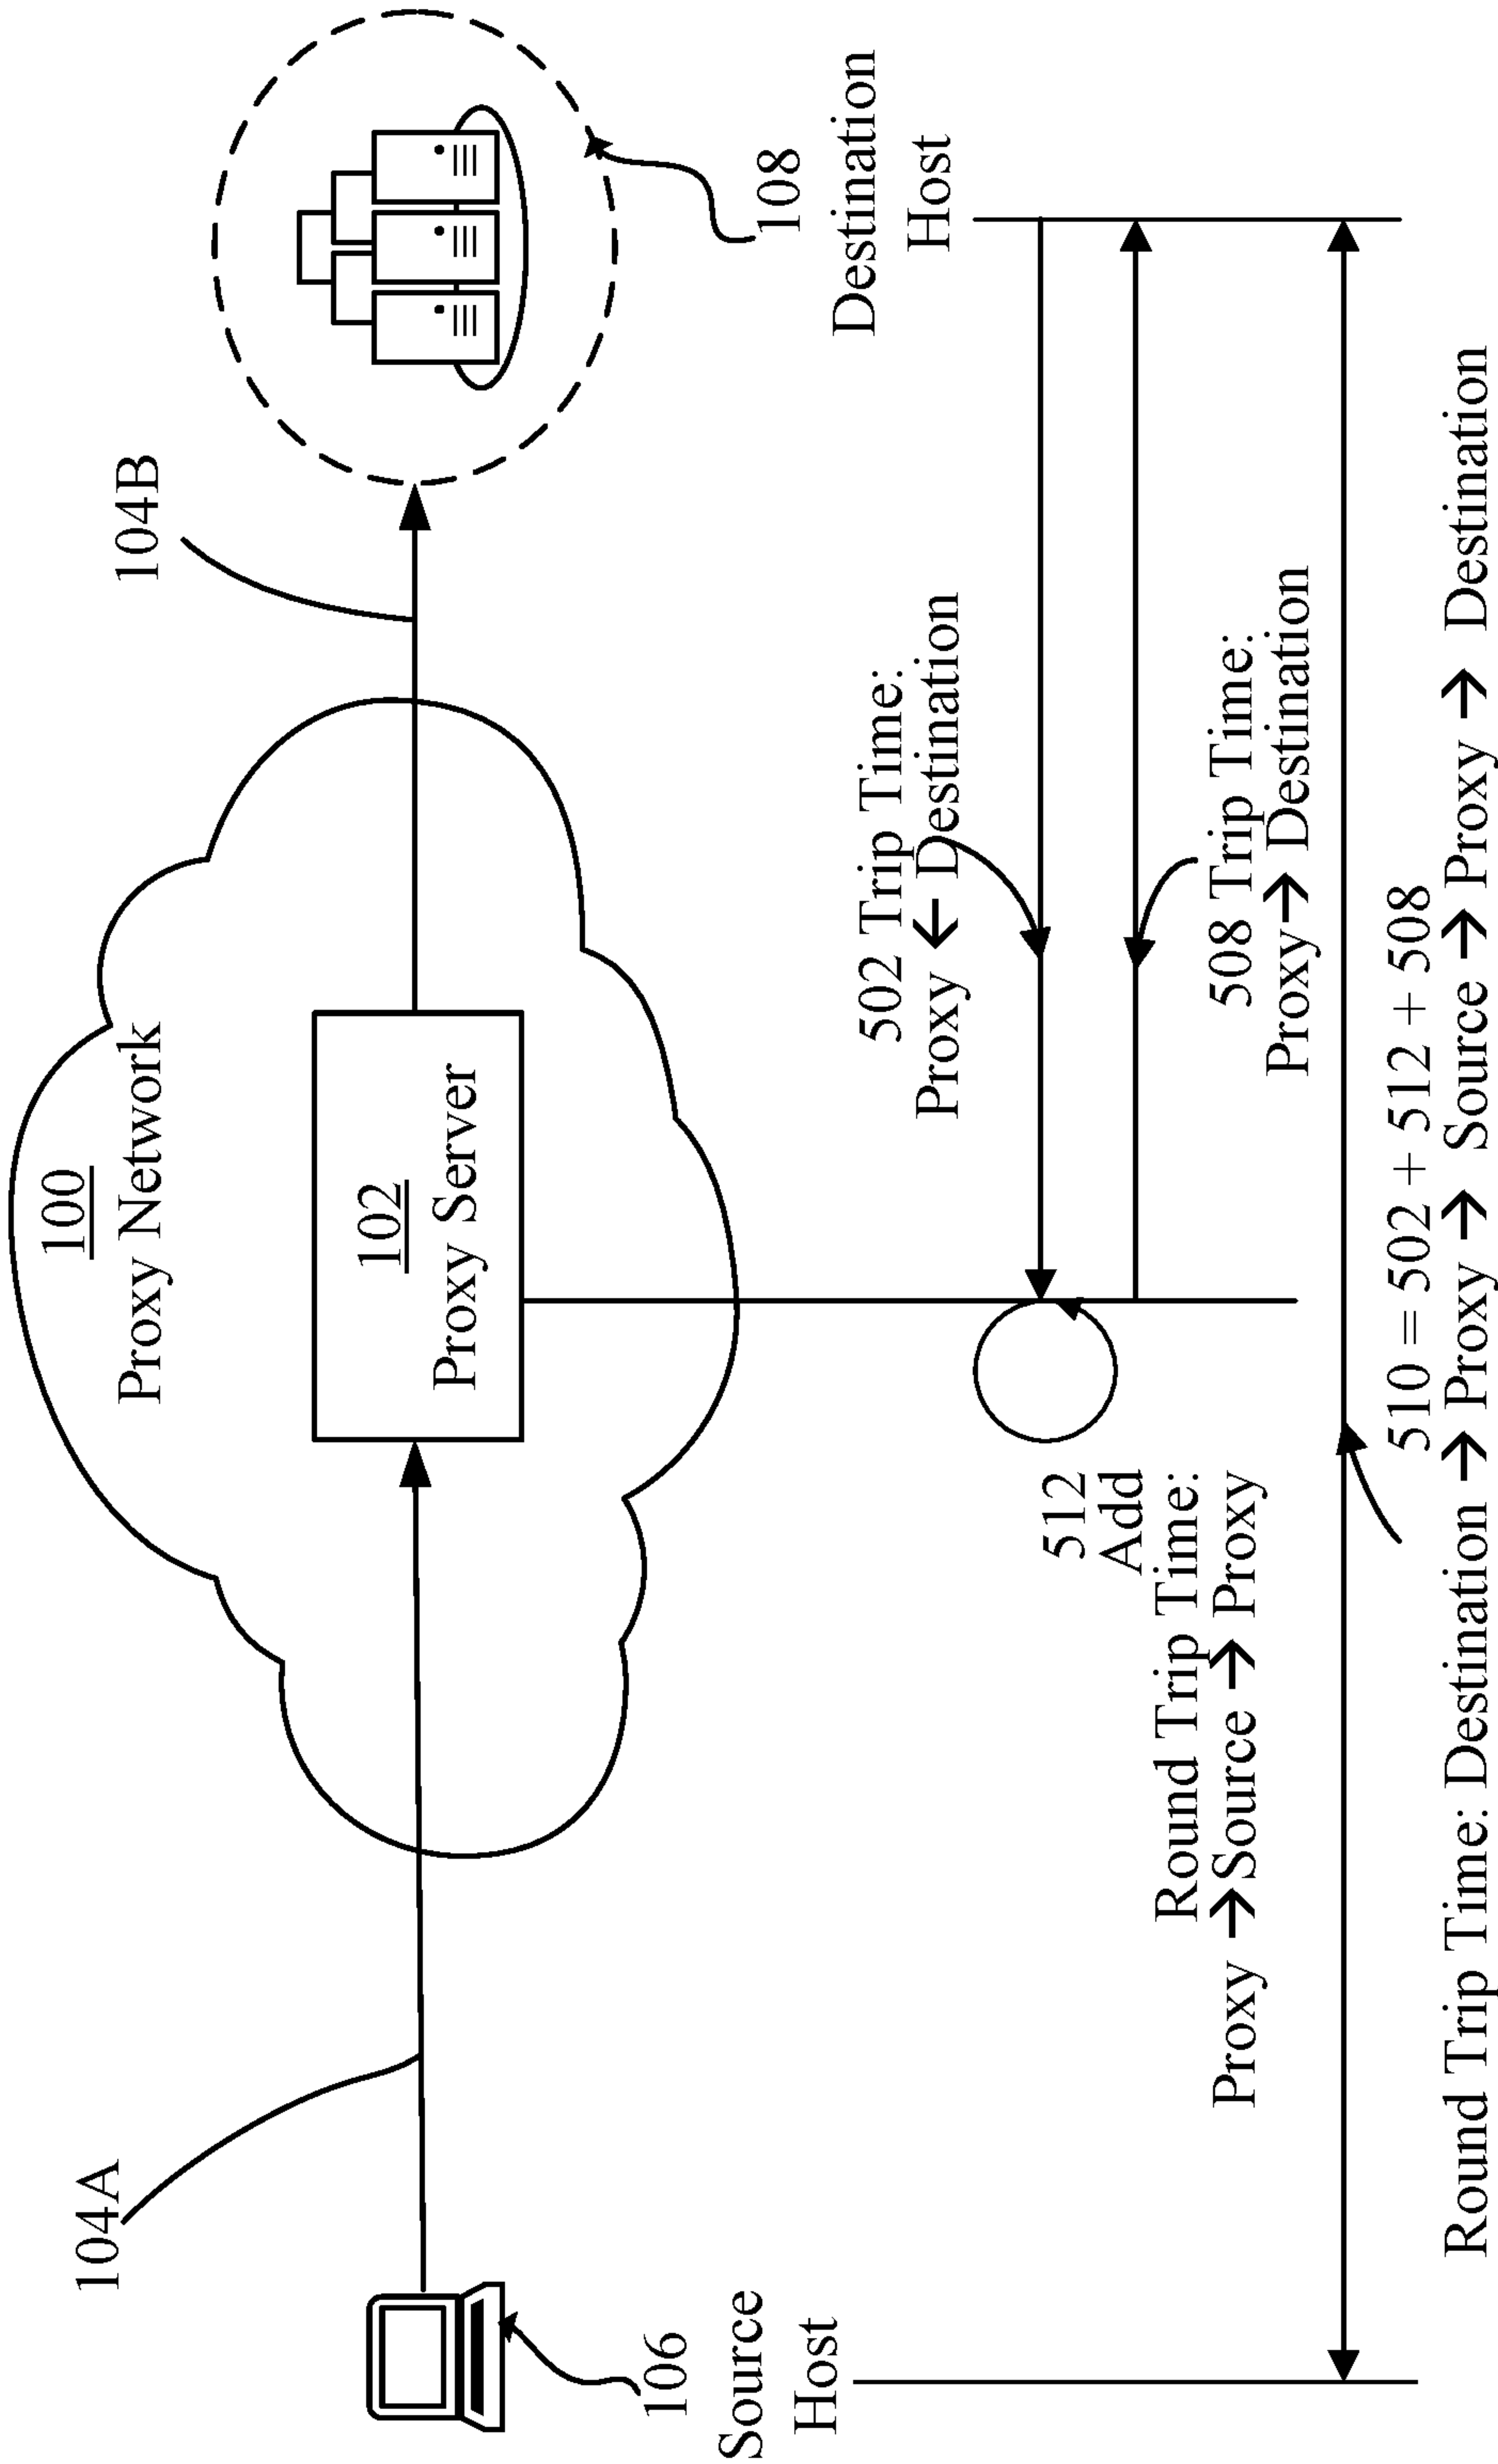 100
Proxy Network
104A
104B
102
Proxy Server
106
Source
Host
108
Destination
Host
502 Trip Time:
Proxy ← Destination
512
Add
Round Trip Time:
Proxy →Source → Proxy
508 Trip Time:
Proxy→ Destination
510 = 502 + 512 + 508
Round Trip Time: Destination → Proxy → Source → Proxy → Destination